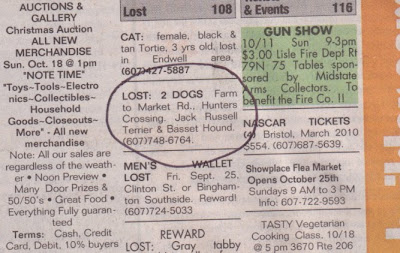 AUCTIONS &
GALLERY
Christmas Auction
ALL NEW
MERCHANDISE
Sun. Oct. 18 @ 1pm
"NOTE TIME"
"Toys~Tools~Elect-
ronics~Collectibles~
Household
Goods~Closeouts~
More" - All new
merchandise
Note: All our sales are
regardless of the weath-
er • Noon Preview •
Many Door Prizes &
50/50's • Great Food •
Everything Fully guaran-
teed
Terms: Cash, Credit
Card, Debit, 10% buyers
Lost 108
CAT: female, black &
tan Tortie, 3 yrs old, lost
in Endwell area,
(607)427-5887
LOST: 2 DOGS Farm
to Market Rd., Hunters
Crossing. Jack Russell
Terrier & Basset Hound.
(607)748-6764.
MEN'S WALLET
LOST Fri. Sept. 25,
Clinton St. or Bingham-
ton Southside. Reward!
(607)724-5033
REWARD
LOST: Gray tabby
& Events 116
GUN SHOW
10/11 Sun 9-3pm
$3.00 Lisle Fire Dept Rt
79N 75 Tables spon-
sored by Midstate
Arms Collectors. To
benefit the Fire Co. II
NASCAR TICKETS
(4) Bristol, March 2010
$554. (607)687-5639.
Showplace Flea Market
Opens October 25th
Sundays 9 AM to 3 PM
Info: 607-722-9593
TASTY Vegetarian
Cooking Class, 10/18
@ 5 pm 3670 Rte 206